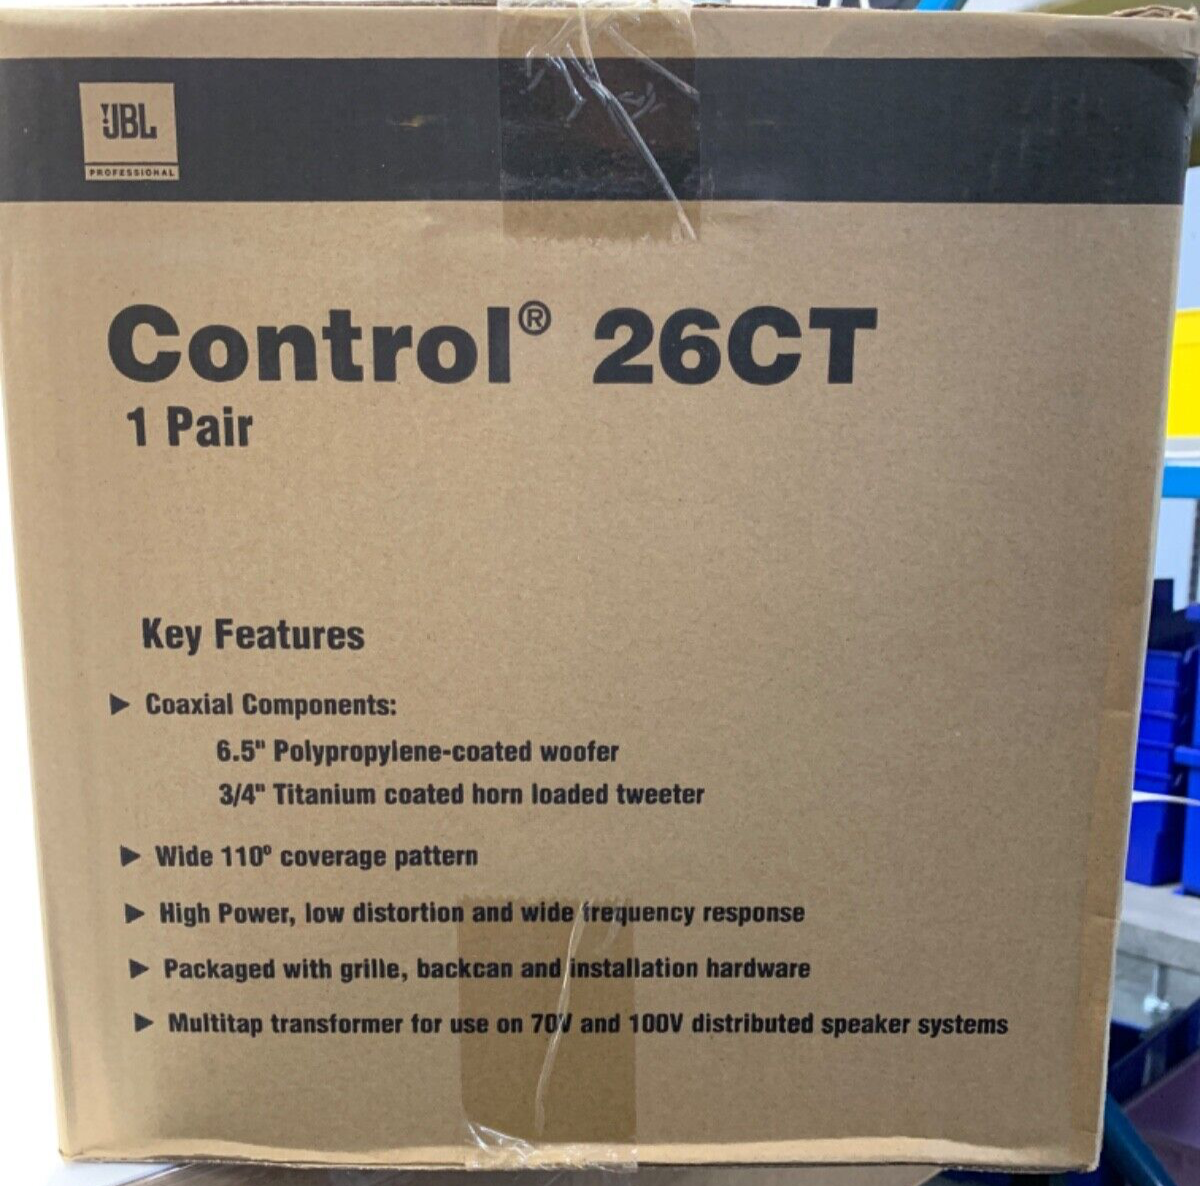 JBL
PROFESSIONAL
Control® 26CT
1 Pair
Key Features
▶ Coaxial Components:
6.5" Polypropylene-coated woofer
3/4" Titanium coated horn loaded tweeter
▶ Wide 110º coverage pattern
▶ High Power, low distortion and wide frequency response
▶ Packaged with grille, backcan and installation hardware
▶ Multitap transformer for use on 70V and 100V distributed speaker systems